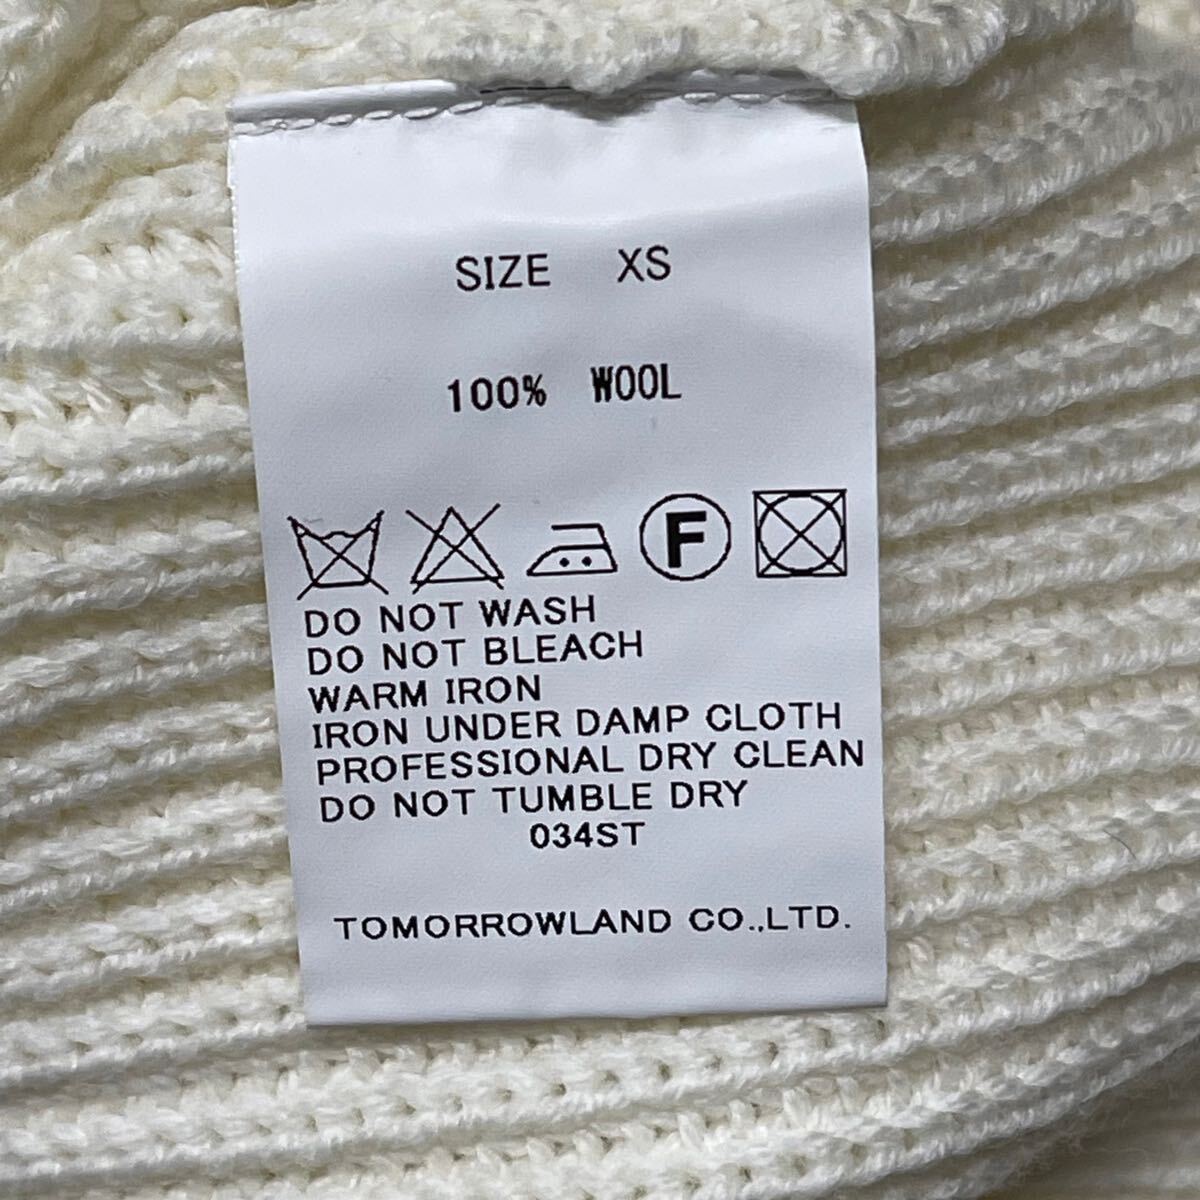 SIZE XS
100% WOOL
F
DO NOT WASH
DO NOT BLEACH
WARM IRON
IRON UNDER DAMP CLOTH
PROFESSIONAL DRY CLEAN
DO NOT TUMBLE DRY
034ST
TOMORROWLAND CO.,LTD.